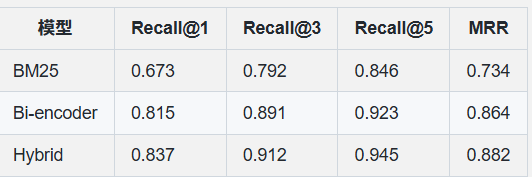 模型 Recall@1 Recall@3 Recall@5 MRR
BM25 0.673 0.792 0.846 0.734
Bi-encoder 0.815 0.891 0.923 0.864
Hybrid 0.837 0.912 0.945 0.882